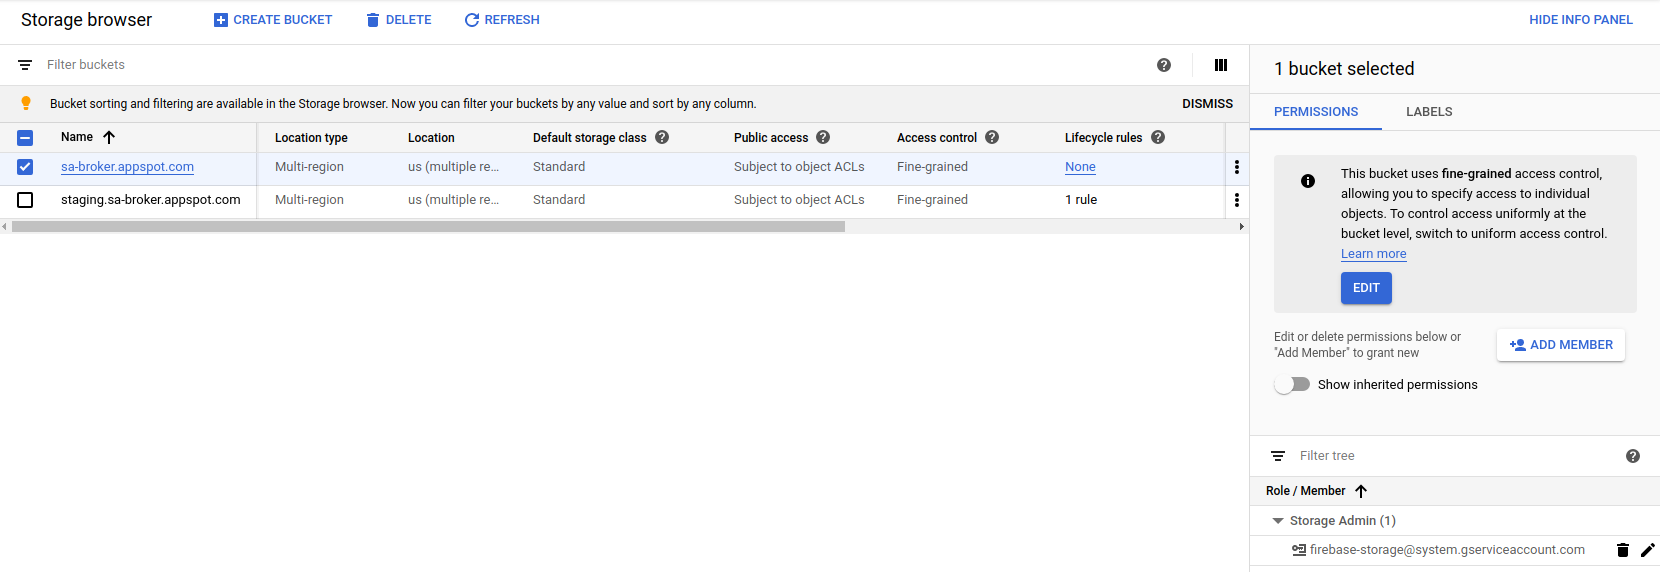 Storage browser CREATE BUCKET DELETE REFRESH HIDE INFO PANEL
Filter buckets
Bucket sorting and filtering are available in the Storage browser. Now you can filter your buckets by any value and sort by any column. DISMISS
Name Location type Location Default storage class Public access Access control Lifecycle rules
sa-broker.appspot.com Multi-region us (multiple re... Standard Subject to object ACLs Fine-grained None
staging.sa-broker.appspot.com Multi-region us (multiple re... Standard Subject to object ACLs Fine-grained 1 rule
1 bucket selected
PERMISSIONS LABELS
This bucket uses fine-grained access control,
allowing you to specify access to individual
objects. To control access uniformly at the
bucket level, switch to uniform access control.
Learn more
EDIT
Edit or delete permissions below or
"Add Member" to grant new
ADD MEMBER
Show inherited permissions
Filter tree
Role / Member
Storage Admin (1)
firebase-storage@system.gserviceaccount.com